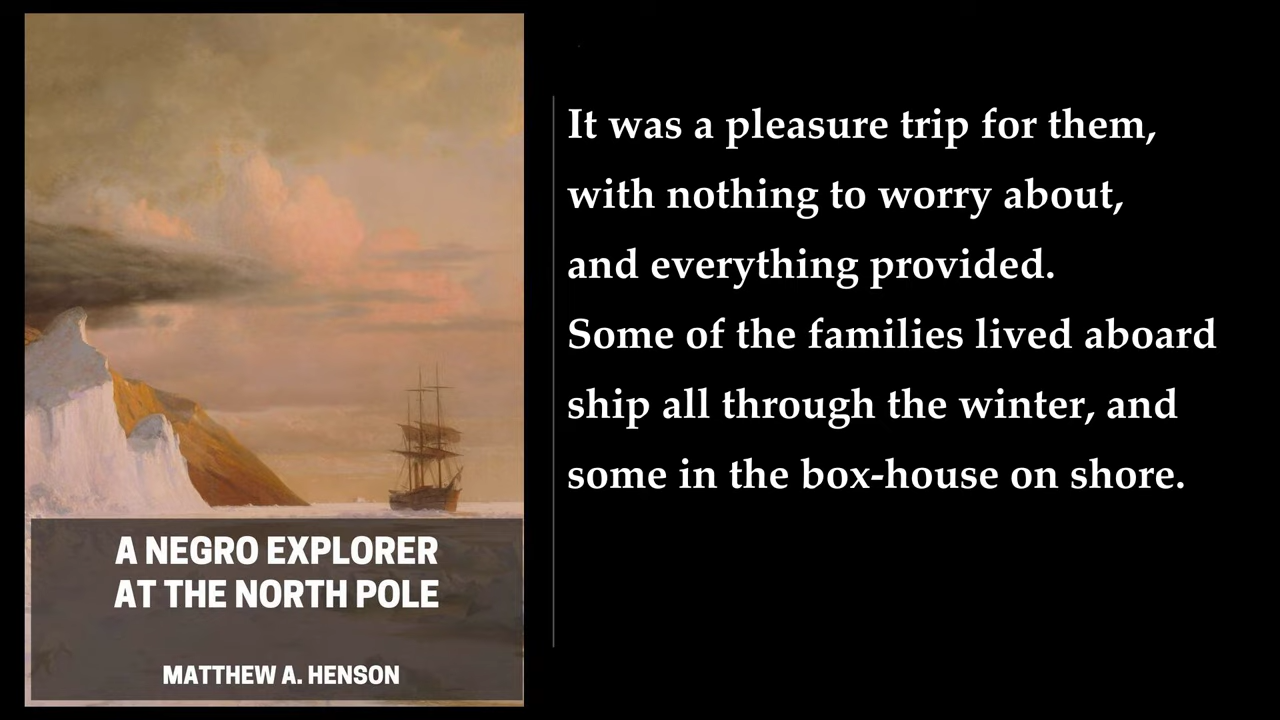 It was a pleasure trip for them,
with nothing to worry about,
and everything provided.
Some of the families lived aboard
ship all through the winter, and
some in the box-house on shore.
A NEGRO EXPLORER
AT THE NORTH POLE
MATTHEW A. HENSON